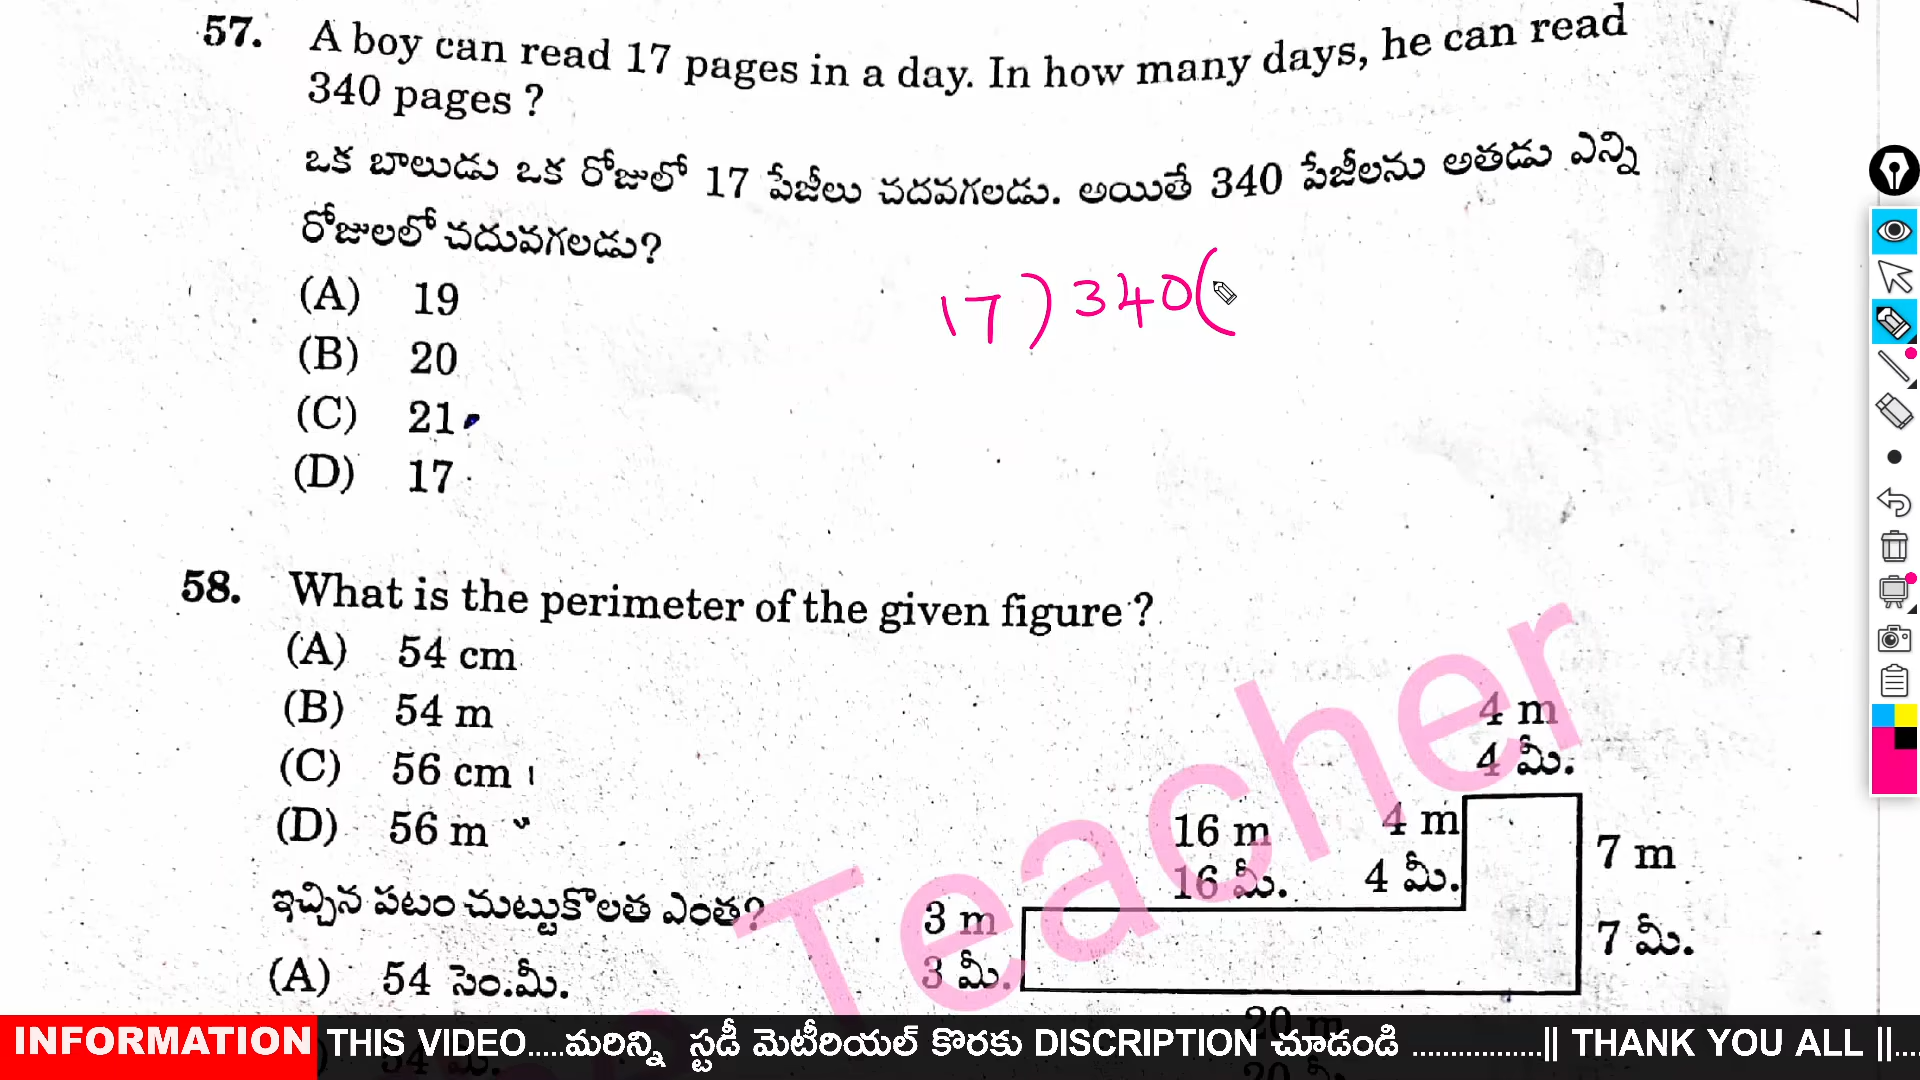 57. A boy can read 17 pages in a day. In how many days, he can read
340 pages ?
ఒక బాలుడు ఒక రోజులో 17 పేజీలు చదవగలడు. అయితే 340 పేజీలను అతడు ఎన్ని
రోజులలో చదువగలడు?
17 ) 340 (
(A) 19
(B) 20
(C) 21
(D) 17
58. What is the perimeter of the given figure ?
(A) 54 cm
(B) 54 m
(C) 56 cm
(D) 56 m
4 m
4 మీ.
16 m 4 m
16 మీ. 4 మీ.
7 m
7 మీ.
ఇచ్చిన పటం చుట్టుకొలత ఎంత?
3 m
3 మీ.
(A) 54 సెం.మీ.
20 m
Teacher
INFORMATION THIS VIDEO.....మరిన్ని స్టడీ మెటీరియల్ కొరకు DISCRIPTION చూడండి .................|| THANK YOU ALL ||....